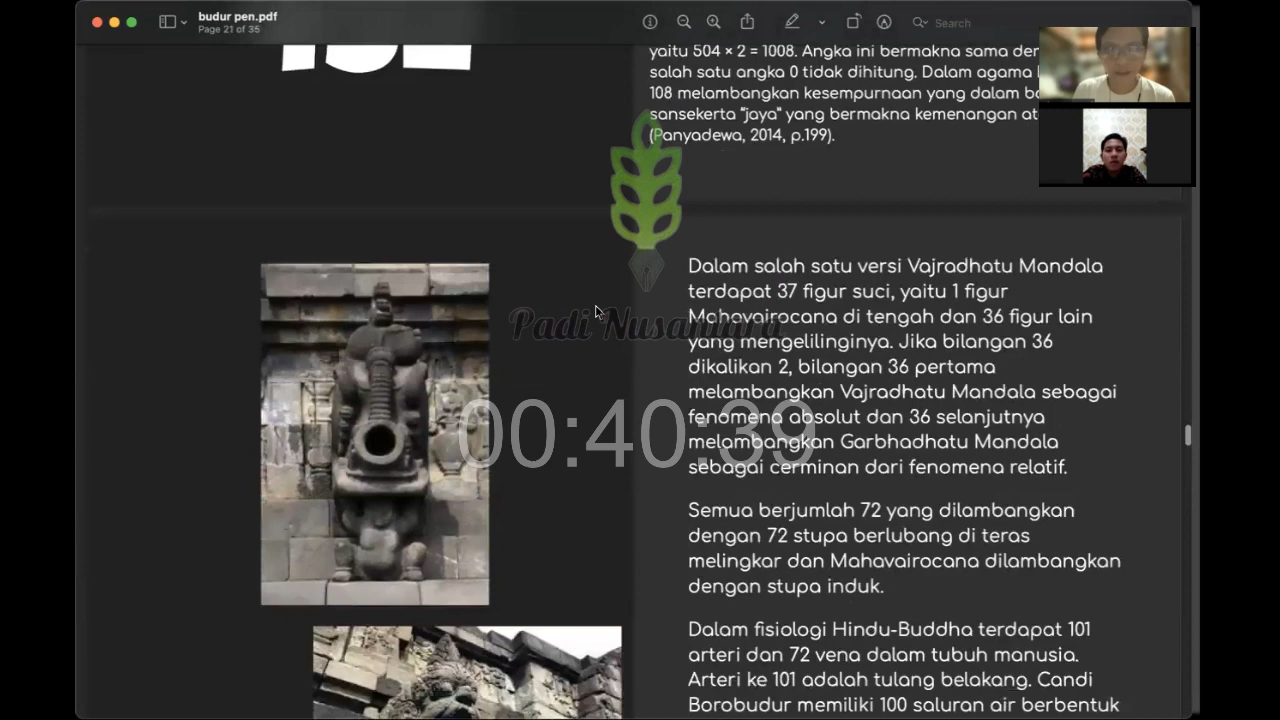 budur pen.pdf
Page 21 of 35
Search
yaitu 504 × 2 = 1008. Angka ini bermakna sama
salah satu angka 0 tidak dihitung. Dalam agama
108 melambangkan kesempurnaan yang dalam
sansekerta "jaya" yang bermakna kemenangan
(Panyadewa, 2014, p.199).
Padi Nusantara
00:40:39
Dalam salah satu versi Vajradhatu Mandala
terdapat 37 figur suci, yaitu 1 figur
Mahavairocana di tengah dan 36 figur lain
yang mengelilinginya. Jika bilangan 36
dikalikan 2, bilangan 36 pertama
melambangkan Vajradhatu Mandala sebagai
fenomena absolut dan 36 selanjutnya
melambangkan Garbhadhatu Mandala
sebagai cerminan dari fenomena relatif.
Semua berjumlah 72 yang dilambangkan
dengan 72 stupa berlubang di teras
melingkar dan Mahavairocana dilambangkan
dengan stupa induk.
Dalam fisiologi Hindu-Buddha terdapat 101
arteri dan 72 vena dalam tubuh manusia.
Arteri ke 101 adalah tulang belakang. Candi
Borobudur memiliki 100 saluran air berbentuk